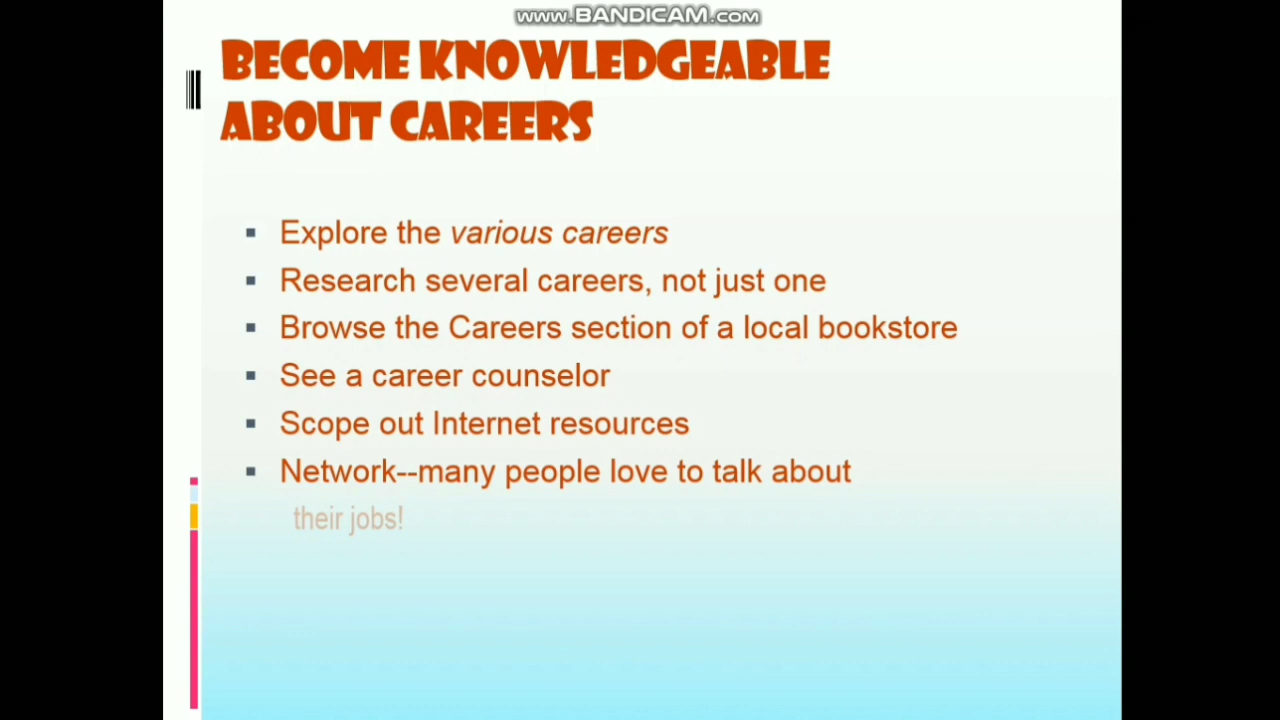 www.BANDICAM.com
BECOME KNOWLEDGEABLE
ABOUT CAREERS
▪ Explore the various careers
▪ Research several careers, not just one
▪ Browse the Careers section of a local bookstore
▪ See a career counselor
▪ Scope out Internet resources
▪ Network--many people love to talk about
their jobs!